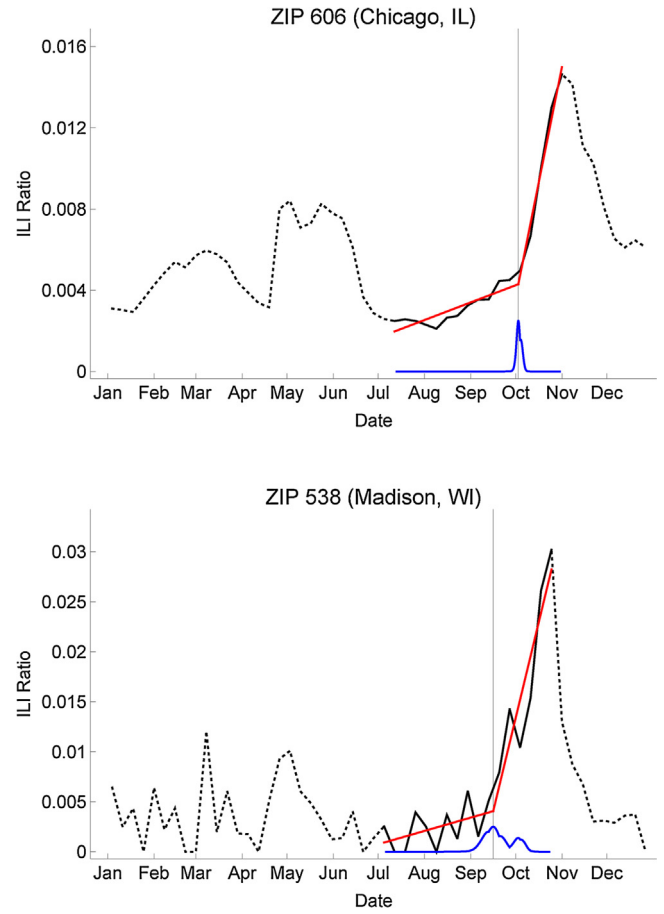 ZIP 606 (Chicago, IL)
0.016
0.012
0.008
0.004
0
ILI Ratio
Jan Feb Mar Apr May Jun Jul Aug Sep Oct Nov Dec
Date
ZIP 538 (Madison, WI)
0.03
0.025
0.02
0.015
0.01
0.005
0
ILI Ratio
Jan Feb Mar Apr May Jun Jul Aug Sep Oct Nov Dec
Date